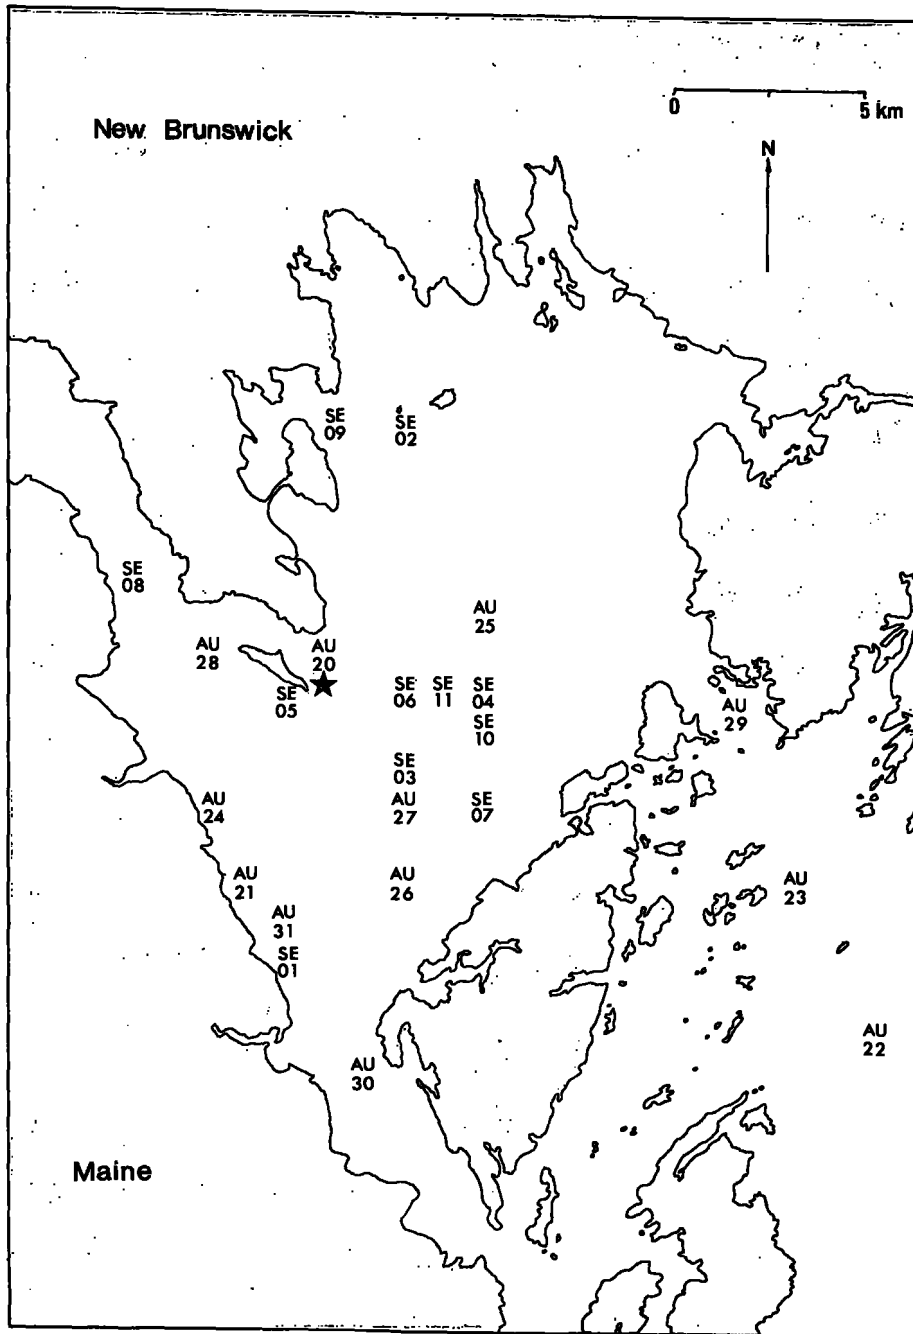 New Brunswick
0 5 km
N
SE
09
SE
02
SE
08
AU
25
AU
28
AU
20
SE
05
SE
06
SE
11
SE
04
SE
10
AU
29
SE
03
AU
24
AU
27
SE
07
AU
21
AU
26
AU
23
AU
31
SE
01
AU
22
AU
30
Maine